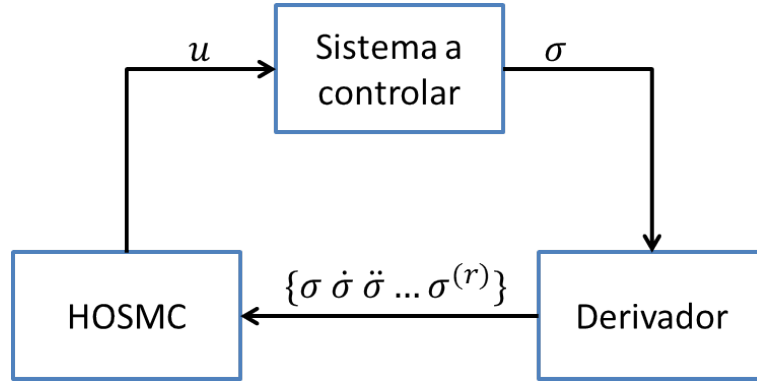 u
Sistema a
controlar
σ
HOSMC
{σ σ̇ σ̈ … σ⁽ʳ⁾}
Derivador